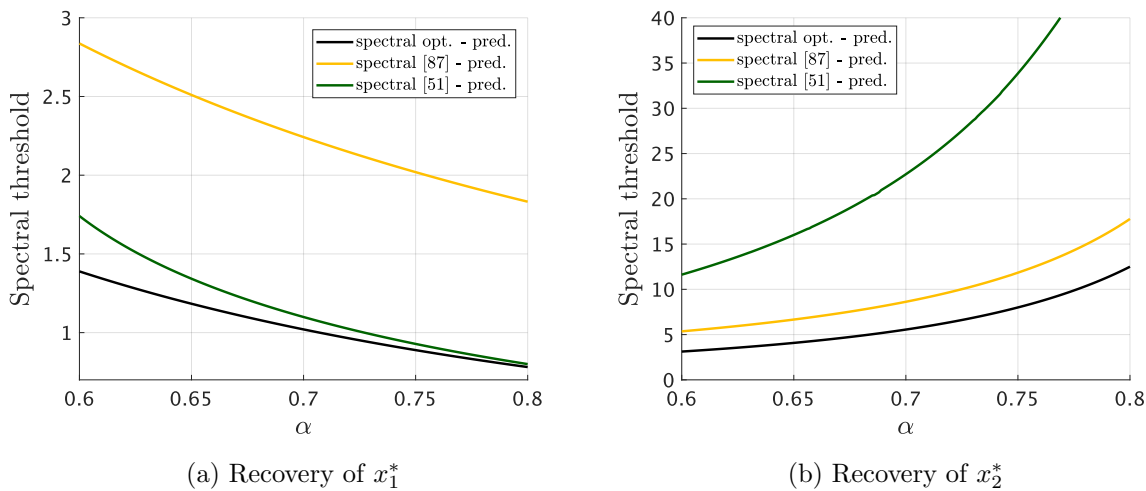 3
2.5
2
1.5
1
0.6
0.65
0.7
0.75
0.8
Spectral threshold
α
spectral opt. - pred.
spectral [87] - pred.
spectral [51] - pred.
(a) Recovery of x₁*
40
35
30
25
20
15
10
5
0
0.6
0.65
0.7
0.75
0.8
Spectral threshold
α
spectral opt. - pred.
spectral [87] - pred.
spectral [51] - pred.
(b) Recovery of x₂*